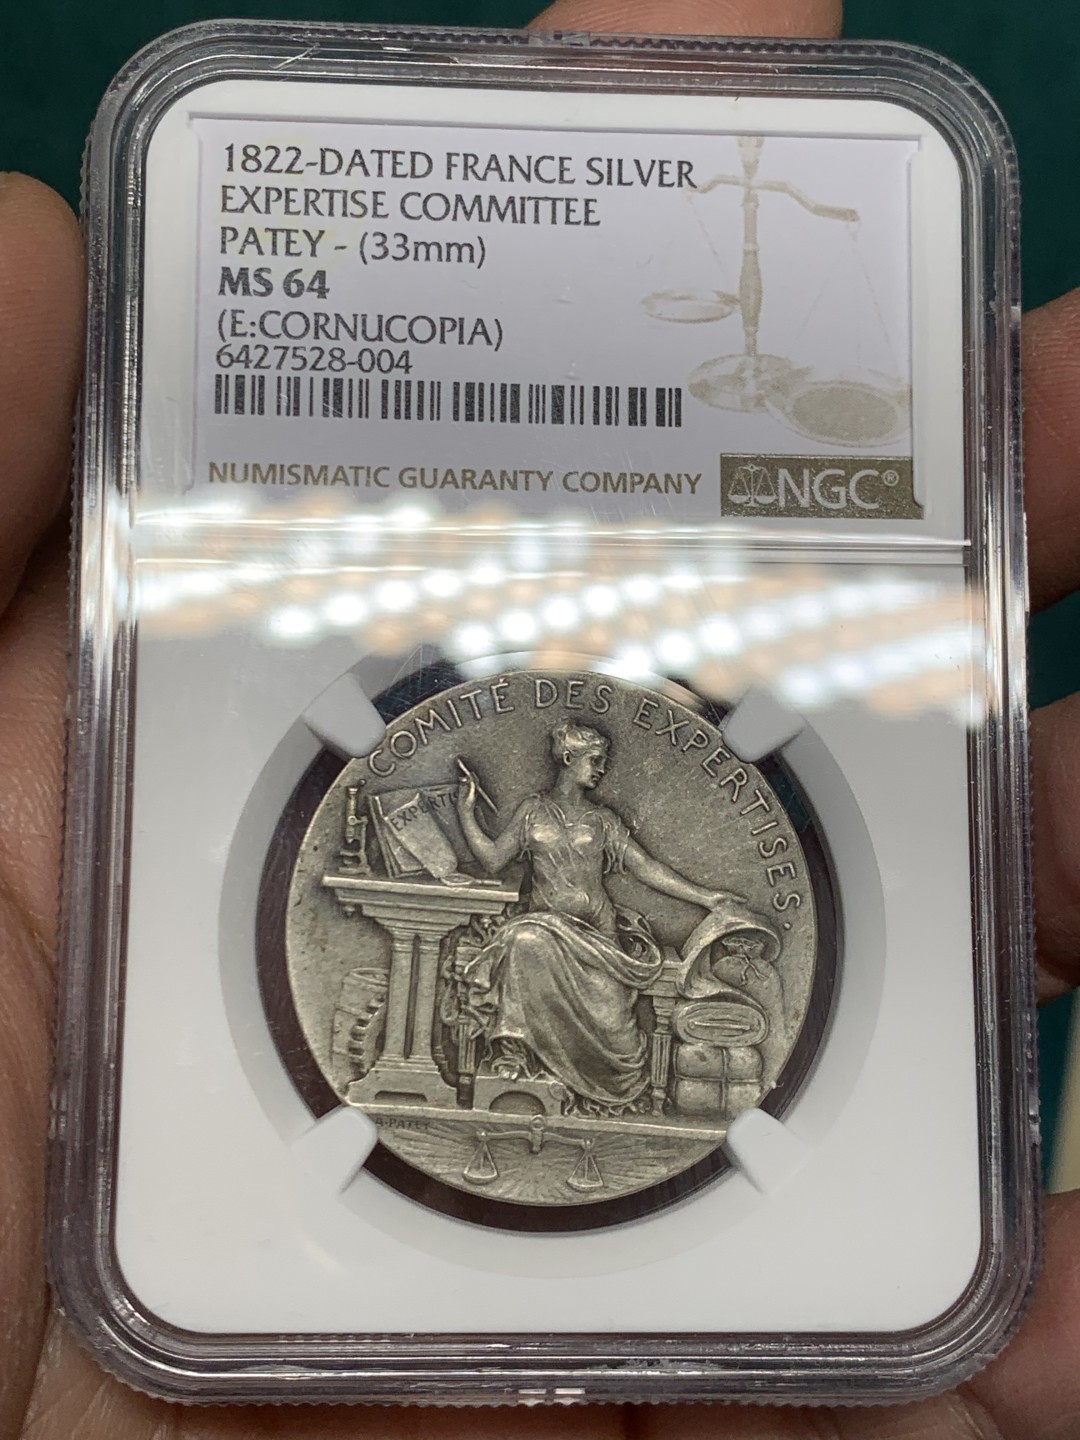 1822-DATED FRANCE SILVER
EXPERTISE COMMITTEE
PATEY - (33mm)
MS 64
(E:CORNUCOPIA)
6427528-004
NUMISMATIC GUARANTY COMPANY
NGC®
COMITÉ DES EXPERTISES.
EXPERTI
A·PATEY